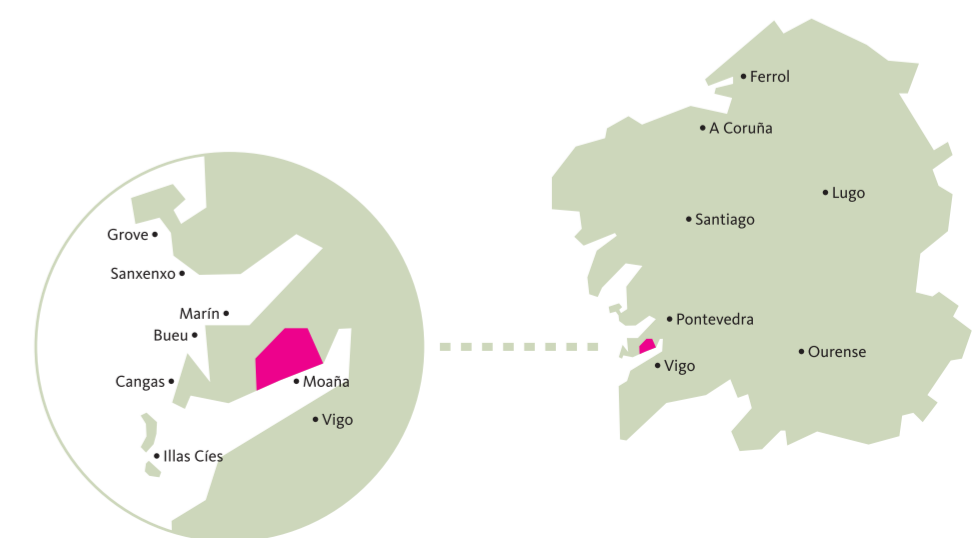 Grove
Sanxenxo
Marín
Bueu
Cangas
Moaña
Vigo
Illas Cíes
Ferrol
A Coruña
Lugo
Santiago
Pontevedra
Ourense
Vigo